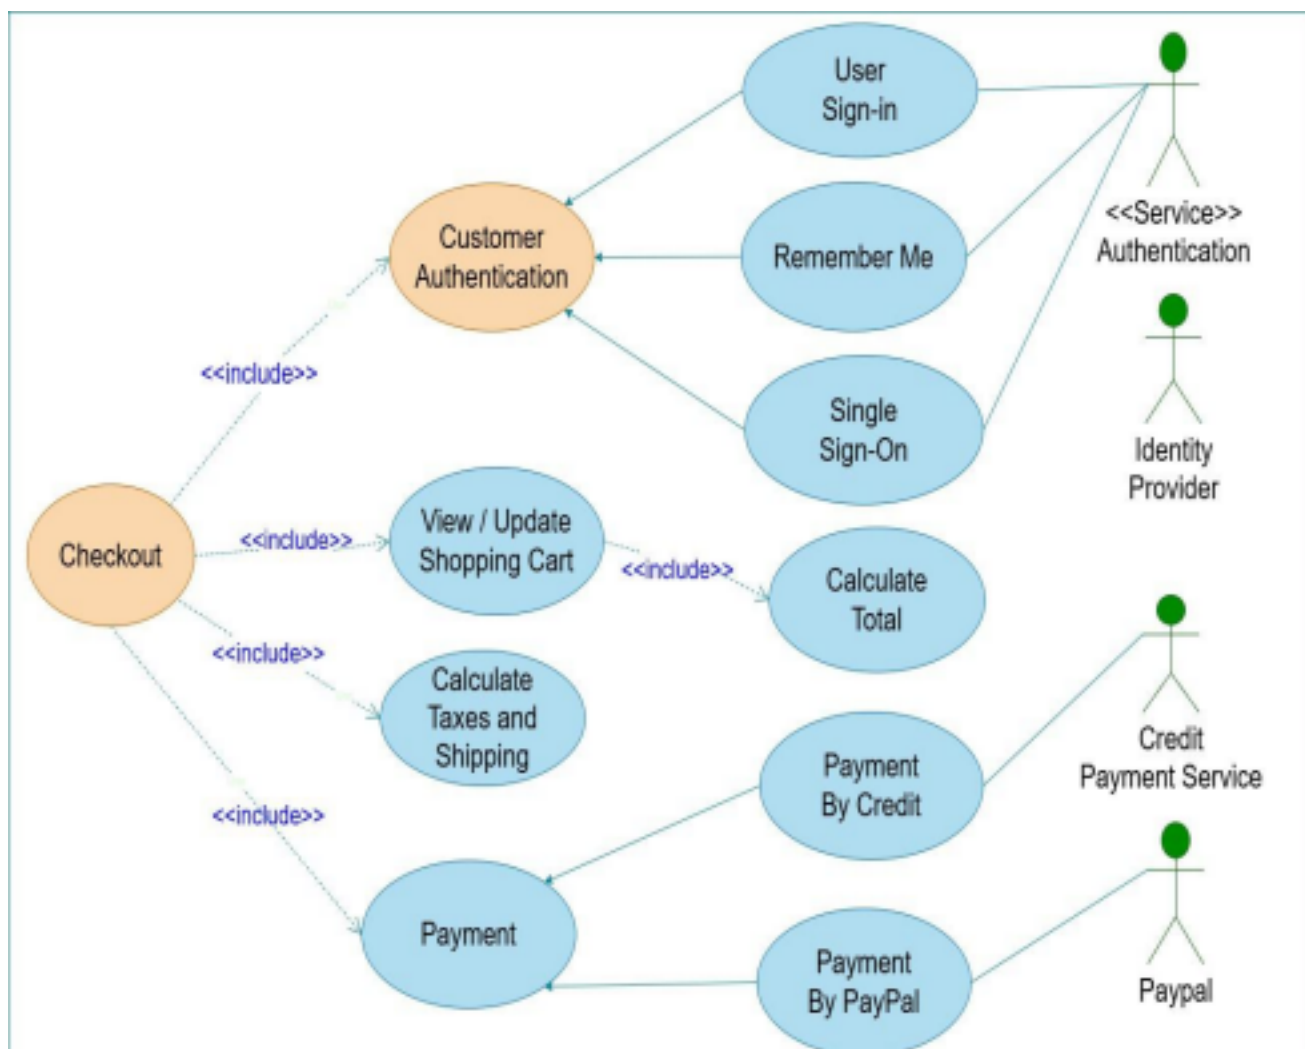 User
Sign-in
<<Service>>
Authentication
Customer
Authentication
Remember Me
<<include>>
Single
Sign-On
Identity
Provider
Checkout
<<include>>
View / Update
Shopping Cart
<<include>>
Calculate
Total
<<include>>
Calculate
Taxes and
Shipping
Payment
By Credit
Credit
Payment Service
<<include>>
Payment
Payment
By PayPal
Paypal